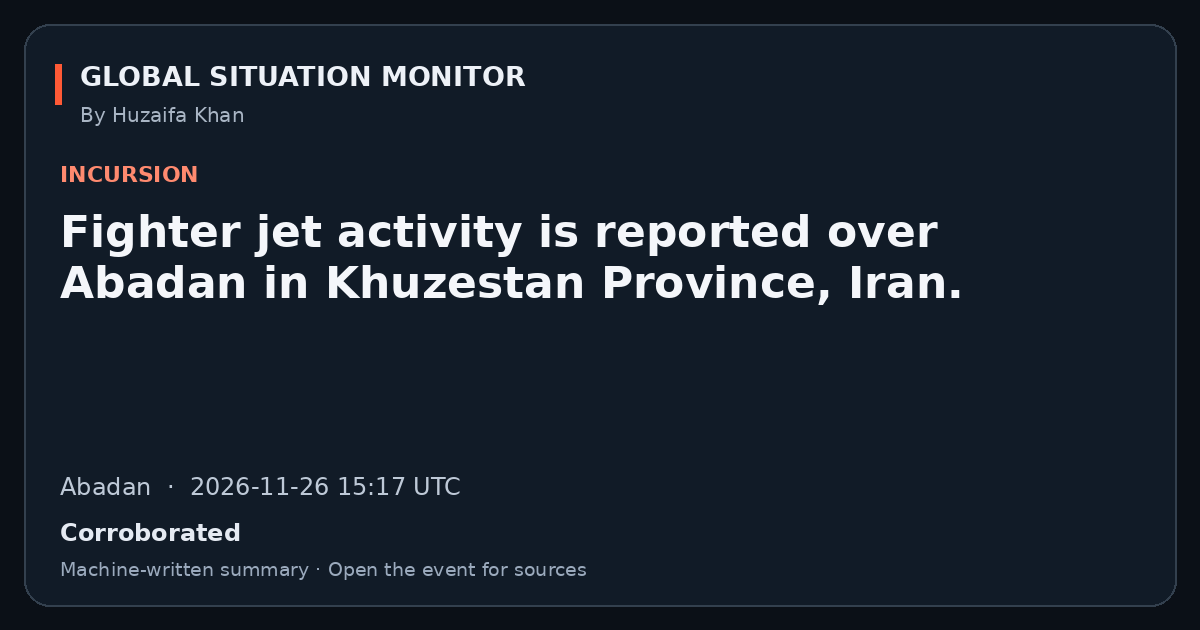 GLOBAL SITUATION MONITOR
By Huzaifa Khan
INCURSION
Fighter jet activity is reported over
Abadan in Khuzestan Province, Iran.
Abadan · 2026-11-26 15:17 UTC
Corroborated
Machine-written summary · Open the event for sources